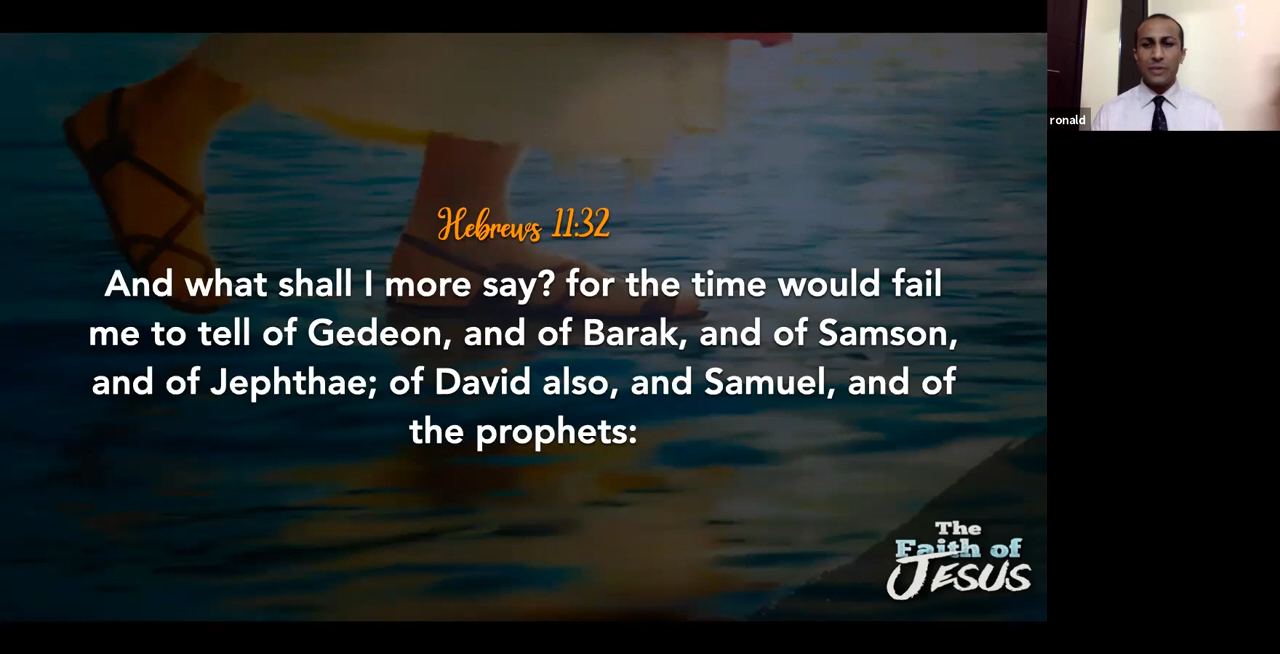 Hebrews 11:32
And what shall I more say? for the time would fail
me to tell of Gedeon, and of Barak, and of Samson,
and of Jephthae; of David also, and Samuel, and of
the prophets:
The
Faith of
JESUS
ronald